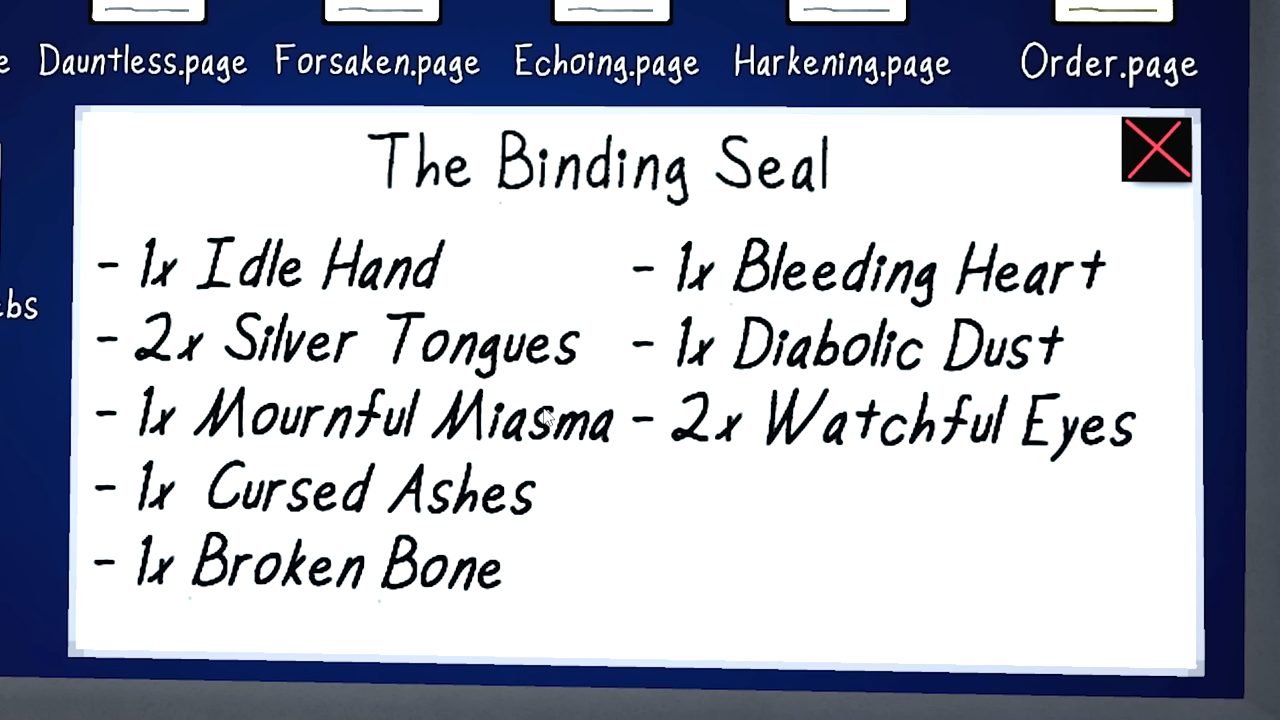 e Dauntless.page Forsaken.page Echoing.page Harkening.page Order.page
The Binding Seal
- 1x Idle Hand
- 2x Silver Tongues
- 1x Mournful Miasma
- 1x Cursed Ashes
- 1x Broken Bone
- 1x Bleeding Heart
- 1x Diabolic Dust
- 2x Watchful Eyes